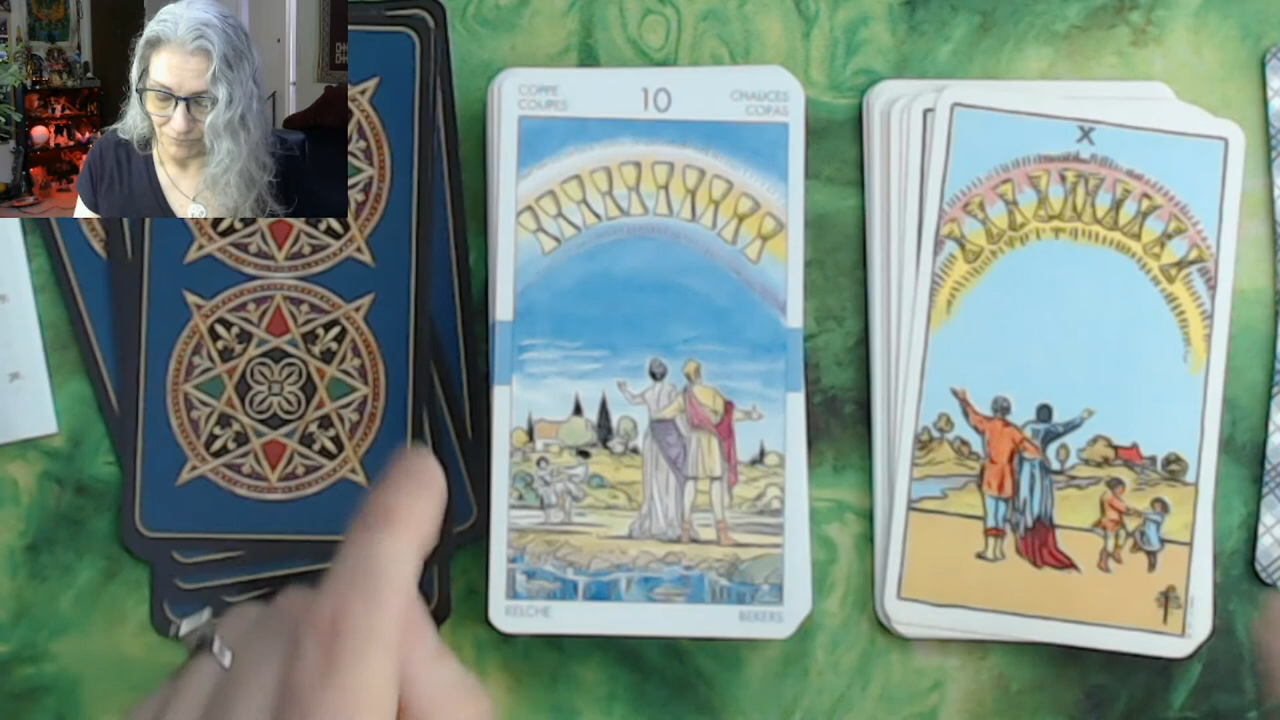 COPPE
COUPES
10
CHALICES
COPAS
KELCHE
BEKERS
X